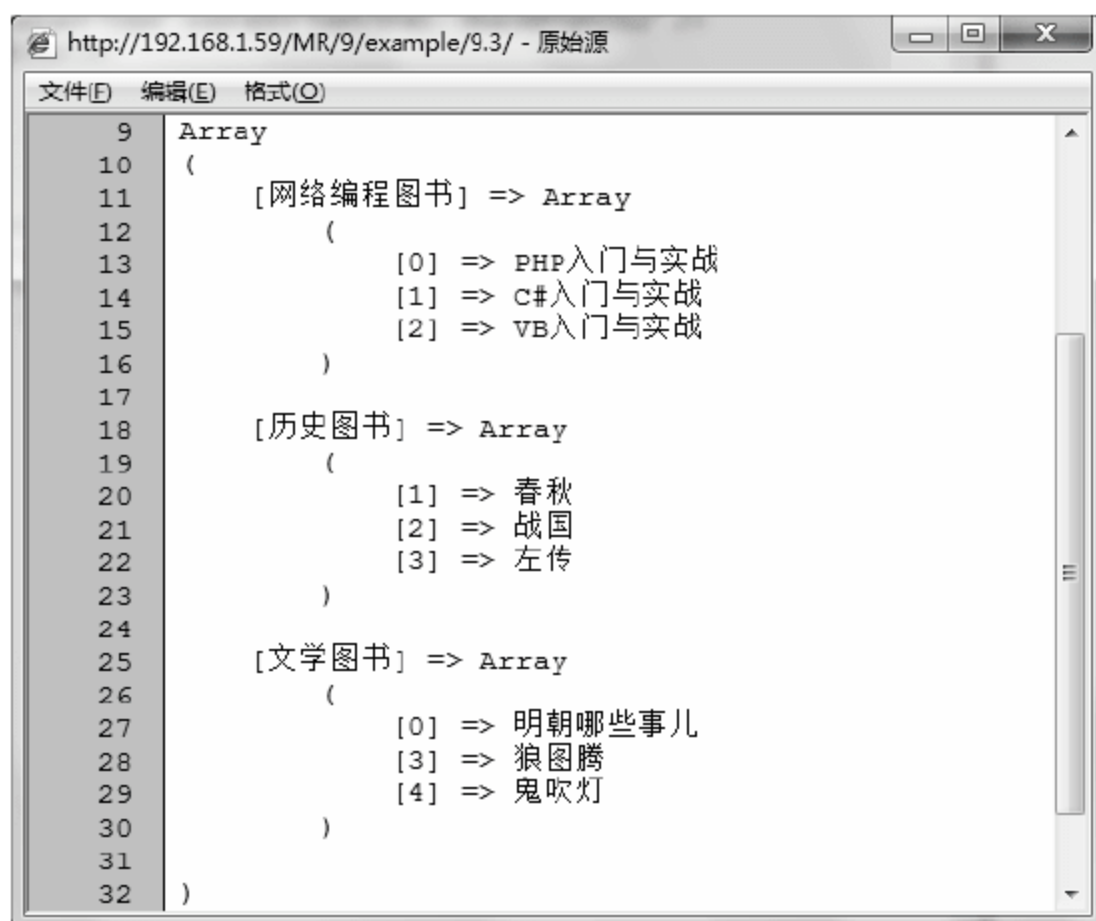 http://192.168.1.59/MR/9/example/9.3/ - 原始源
文件(F) 编辑(E) 格式(O)
9 Array
10 (
11 [网络编程图书] => Array
12 (
13 [0] => PHP入门与实战
14 [1] => C#入门与实战
15 [2] => VB入门与实战
16 )
17
18 [历史图书] => Array
19 (
20 [1] => 春秋
21 [2] => 战国
22 [3] => 左传
23 )
24
25 [文学图书] => Array
26 (
27 [0] => 明朝哪些事儿
28 [3] => 狼图腾
29 [4] => 鬼吹灯
30 )
31
32 )